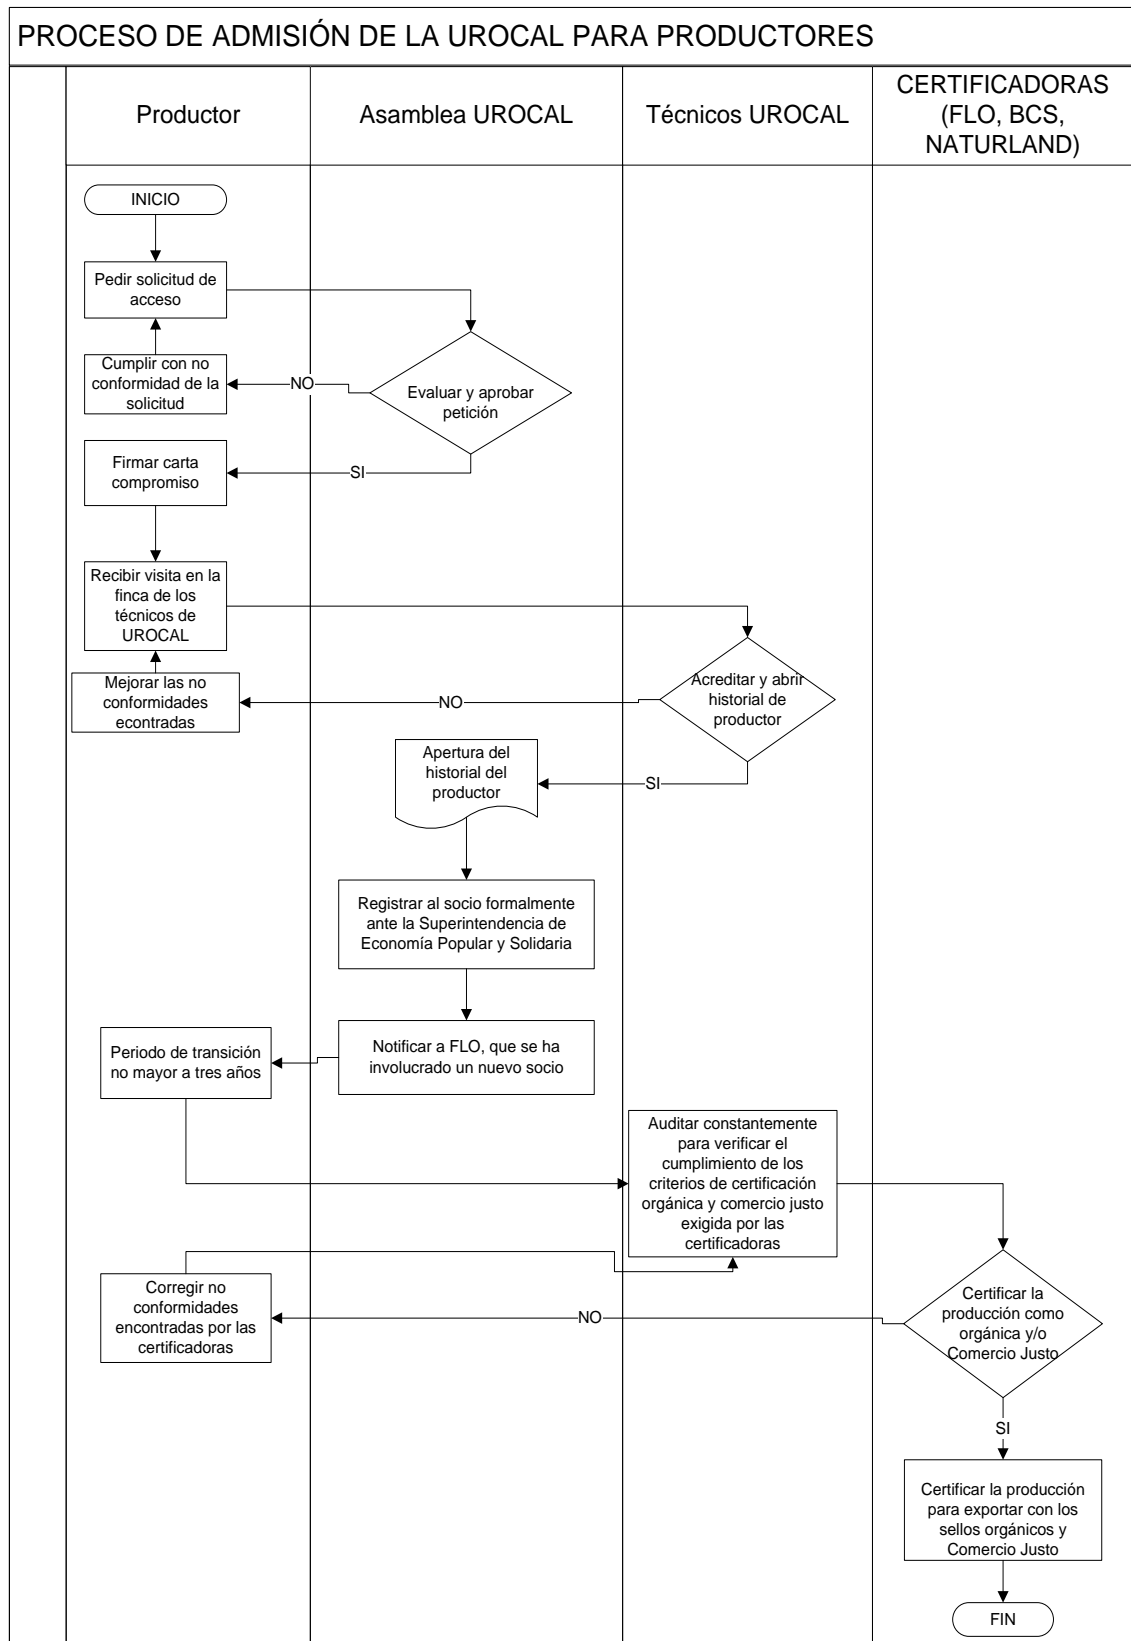 PROCESO DE ADMISIÓN DE LA UROCAL PARA PRODUCTORES
Productor
Asamblea UROCAL
Técnicos UROCAL
CERTIFICADORAS
(FLO, BCS,
NATURLAND)
INICIO
Pedir solicitud de
acceso
Cumplir con no
conformidad de la
solicitud
NO
Evaluar y aprobar
petición
Firmar carta
compromiso
SI
Recibir visita en la
finca de los
técnicos de
UROCAL
Mejorar las no
conformidades
econtradas
NO
Acreditar y abrir
historial de
productor
Apertura del
historial del
productor
SI
Registrar al socio formalmente
ante la Superintendencia de
Economía Popular y Solidaria
Notificar a FLO, que se ha
involucrado un nuevo socio
Periodo de transición
no mayor a tres años
Auditar constantemente
para verificar el
cumplimiento de los
criterios de certificación
orgánica y comercio justo
exigida por las
certificadoras
Corregir no
conformidades
encontradas por las
certificadoras
NO
Certificar la
producción como
orgánica y/o
Comercio Justo
SI
Certificar la producción
para exportar con los
sellos orgánicos y
Comercio Justo
FIN